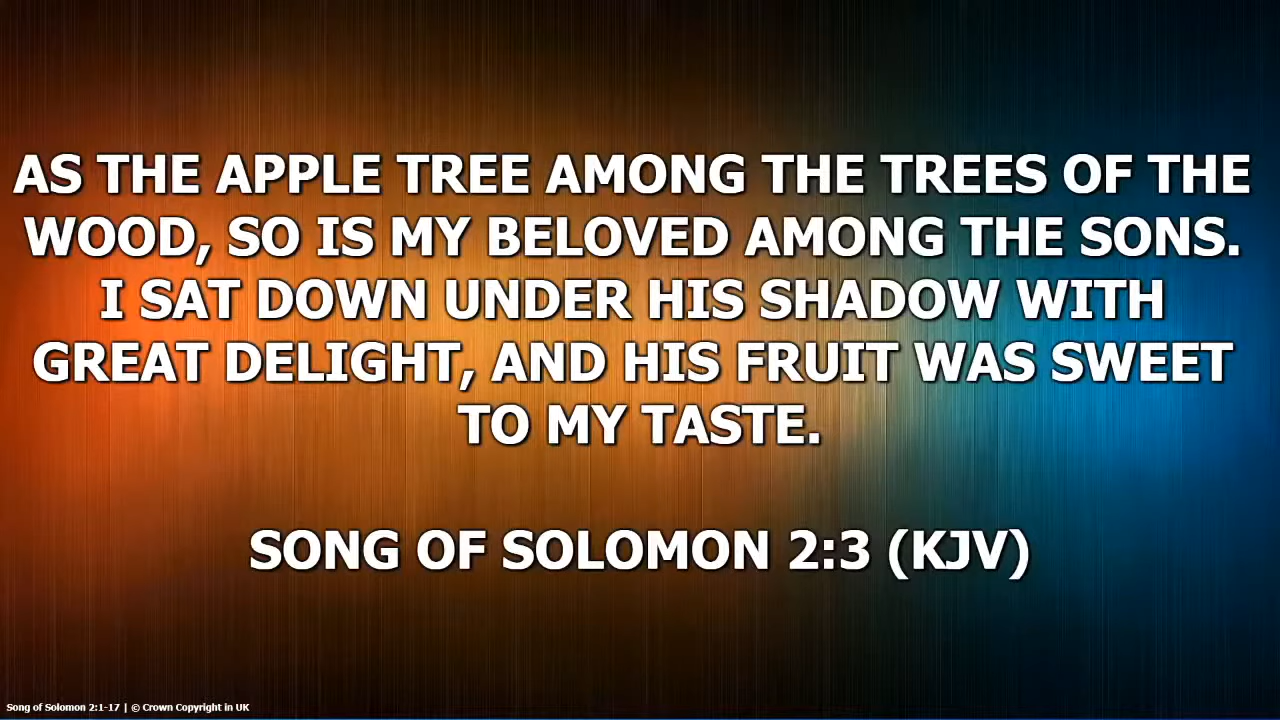 AS THE APPLE TREE AMONG THE TREES OF THE
WOOD, SO IS MY BELOVED AMONG THE SONS.
I SAT DOWN UNDER HIS SHADOW WITH
GREAT DELIGHT, AND HIS FRUIT WAS SWEET
TO MY TASTE.
SONG OF SOLOMON 2:3 (KJV)
Song of Solomon 2:1-17 | © Crown Copyright in UK